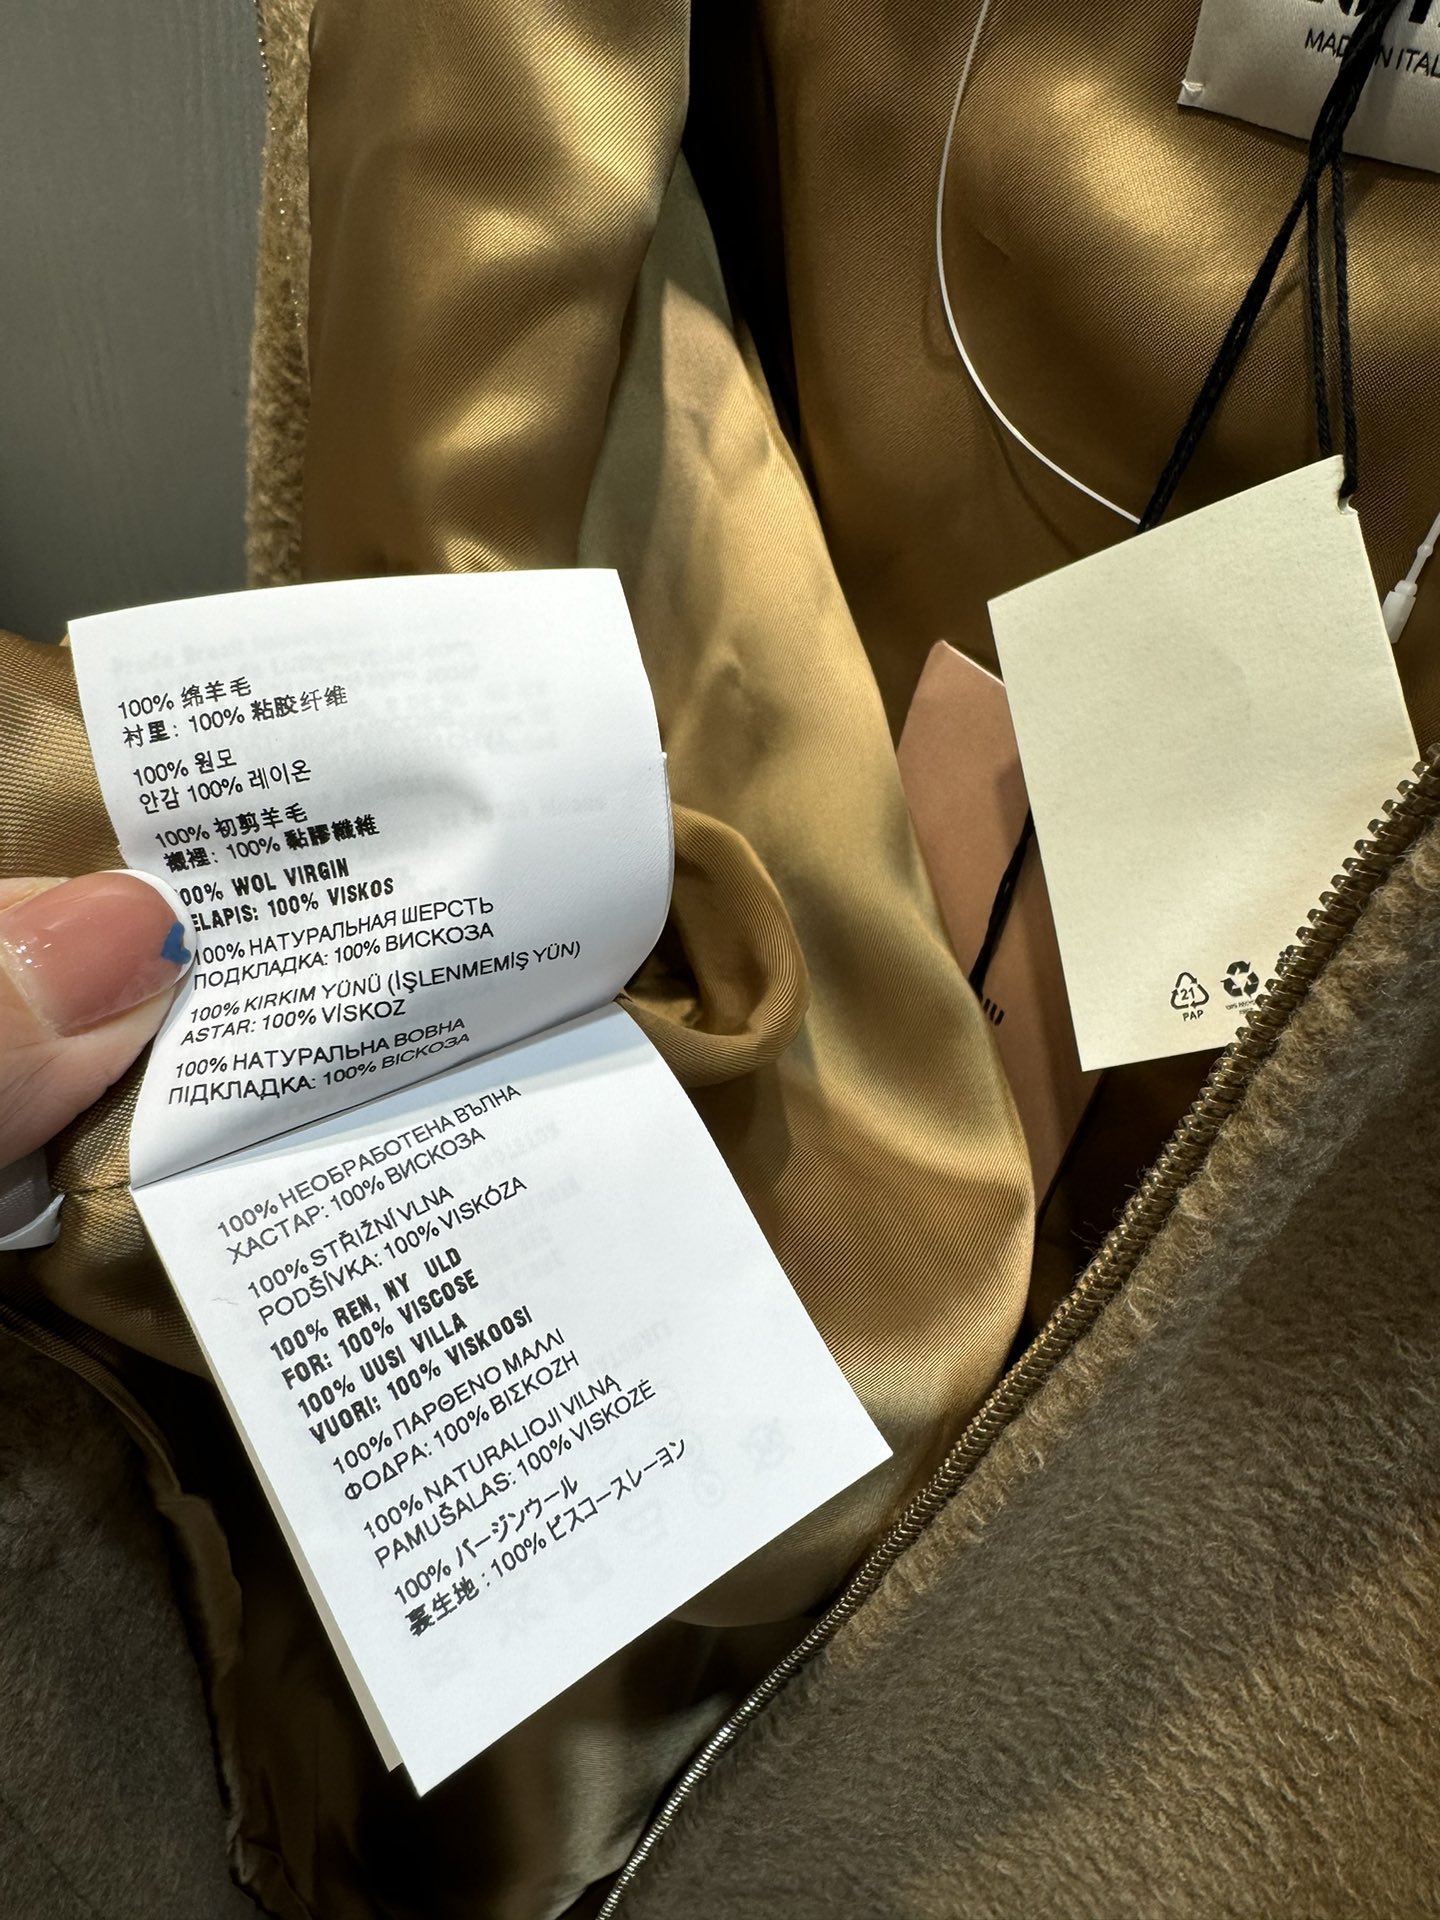 MADE IN ITAL
100% 绵羊毛
衬里: 100% 粘胶纤维
100% 원모
안감 100% 레이온
100% 初剪羊毛
襯裡: 100% 黏膠纖維
00% WOL VIRGIN
ELAPIS: 100% VISKOS
100% НАТУРАЛЬНАЯ ШЕРСТЬ
ПОДКЛАДКА: 100% ВИСКОЗА
100% KIRKIM YÜNÜ (İŞLENMEMİŞ YÜN)
ASTAR: 100% VİSKOZ
100% НАТУРАЛЬНА ВОВНА
ПІДКЛАДКА: 100% ВІСКОЗА
100% НЕОБРАБОТЕНА ВЪЛНА
ХАСТАР: 100% ВИСКОЗА
100% STŘIŽNÍ VLNA
PODŠÍVKA: 100% VISKÓZA
100% REN, NY ULD
FOR: 100% VISCOSE
100% UUSI VILLA
VUORI: 100% VISKOOSI
100% ΠΑΡΘΕΝΟ ΜΑΛΛΙ
ΦΟΔΡΑ: 100% ΒΙΣΚΟΖΗ
100% NATURALIOJI VILNĄ
PAMUŠALAS: 100% VISKOZĖ
100% バージンウール
裏生地 : 100% ビスコースレーヨン
21
PAP